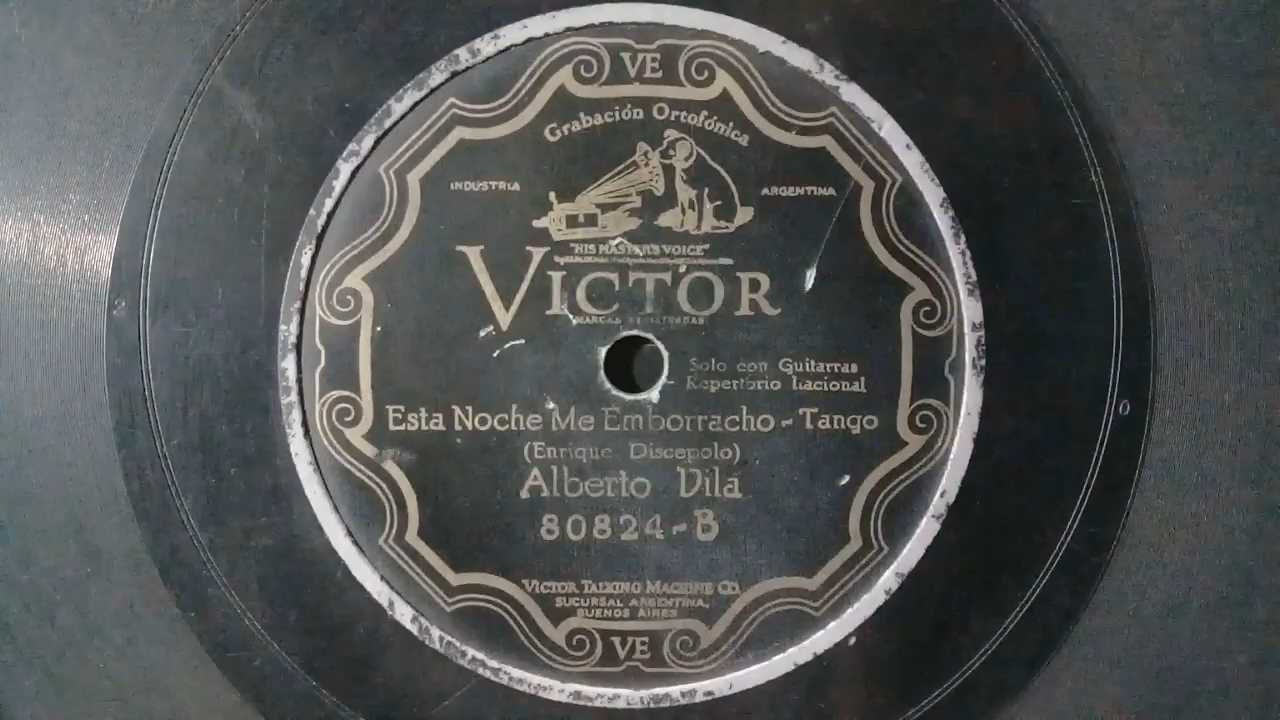 VE
Grabación Ortofónica
INDUSTRIA ARGENTINA
"HIS MASTER'S VOICE"
VICTOR
MARCAS REGISTRADAS
Solo con Guitarras
Repertorio Nacional
Esta Noche Me Emborracho - Tango
(Enrique Discepolo)
Alberto Vila
80824-B
VICTOR TALKING MACHINE CO.
SUCURSAL ARGENTINA,
BUENOS AIRES
VE